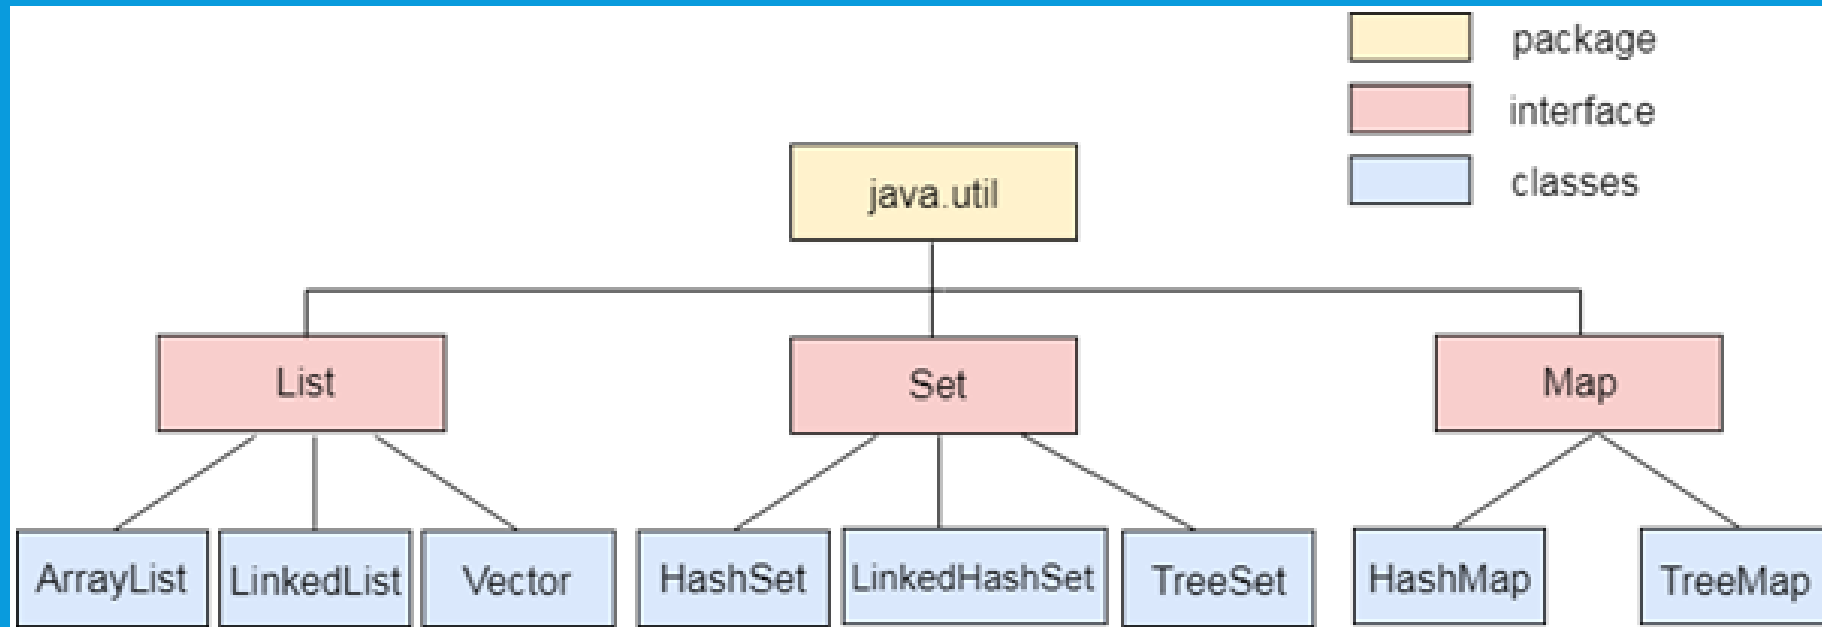 package
interface
classes
java.util
List
Set
Map
ArrayList
LinkedList
Vector
HashSet
LinkedHashSet
TreeSet
HashMap
TreeMap